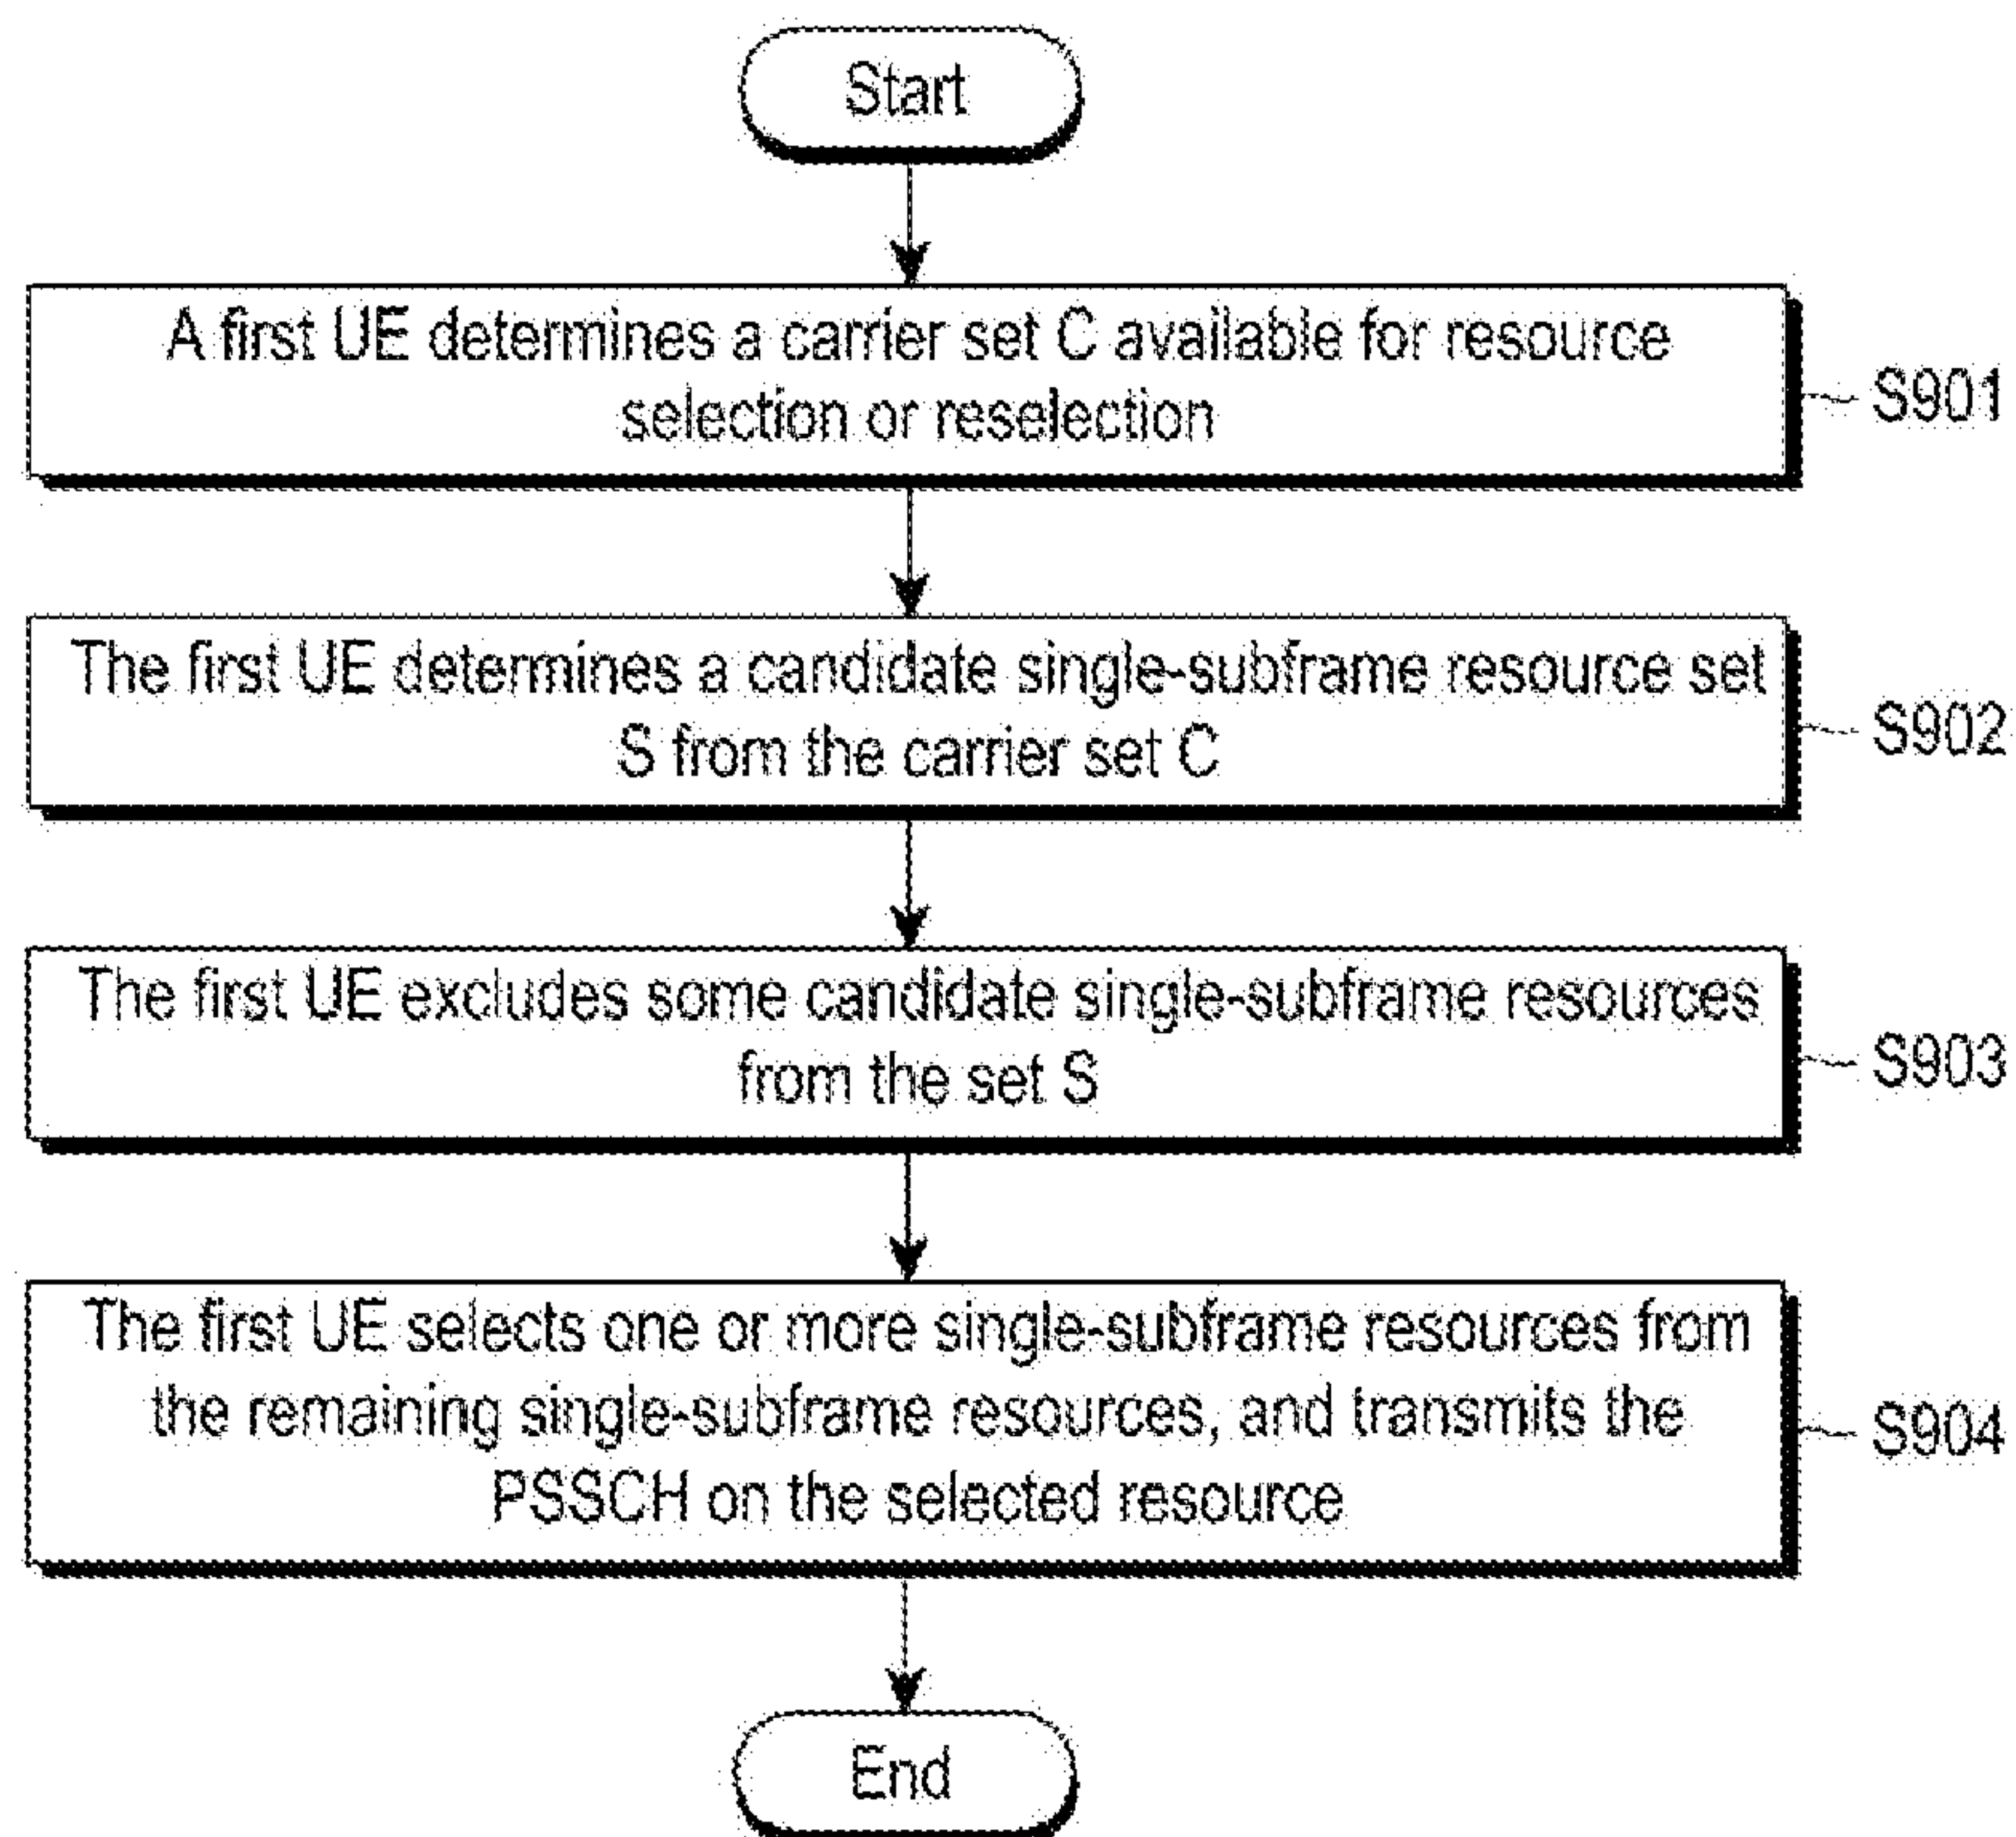 Start
A first UE determines a carrier set C available for resource
selection or reselection
S901
The first UE determines a candidate single-subframe resource set
S from the carrier set C
S902
The first UE excludes some candidate single-subframe resources
from the set S
S903
The first UE selects one or more single-subframe resources from
the remaining single-subframe resources, and transmits the
PSSCH on the selected resource
S904
End